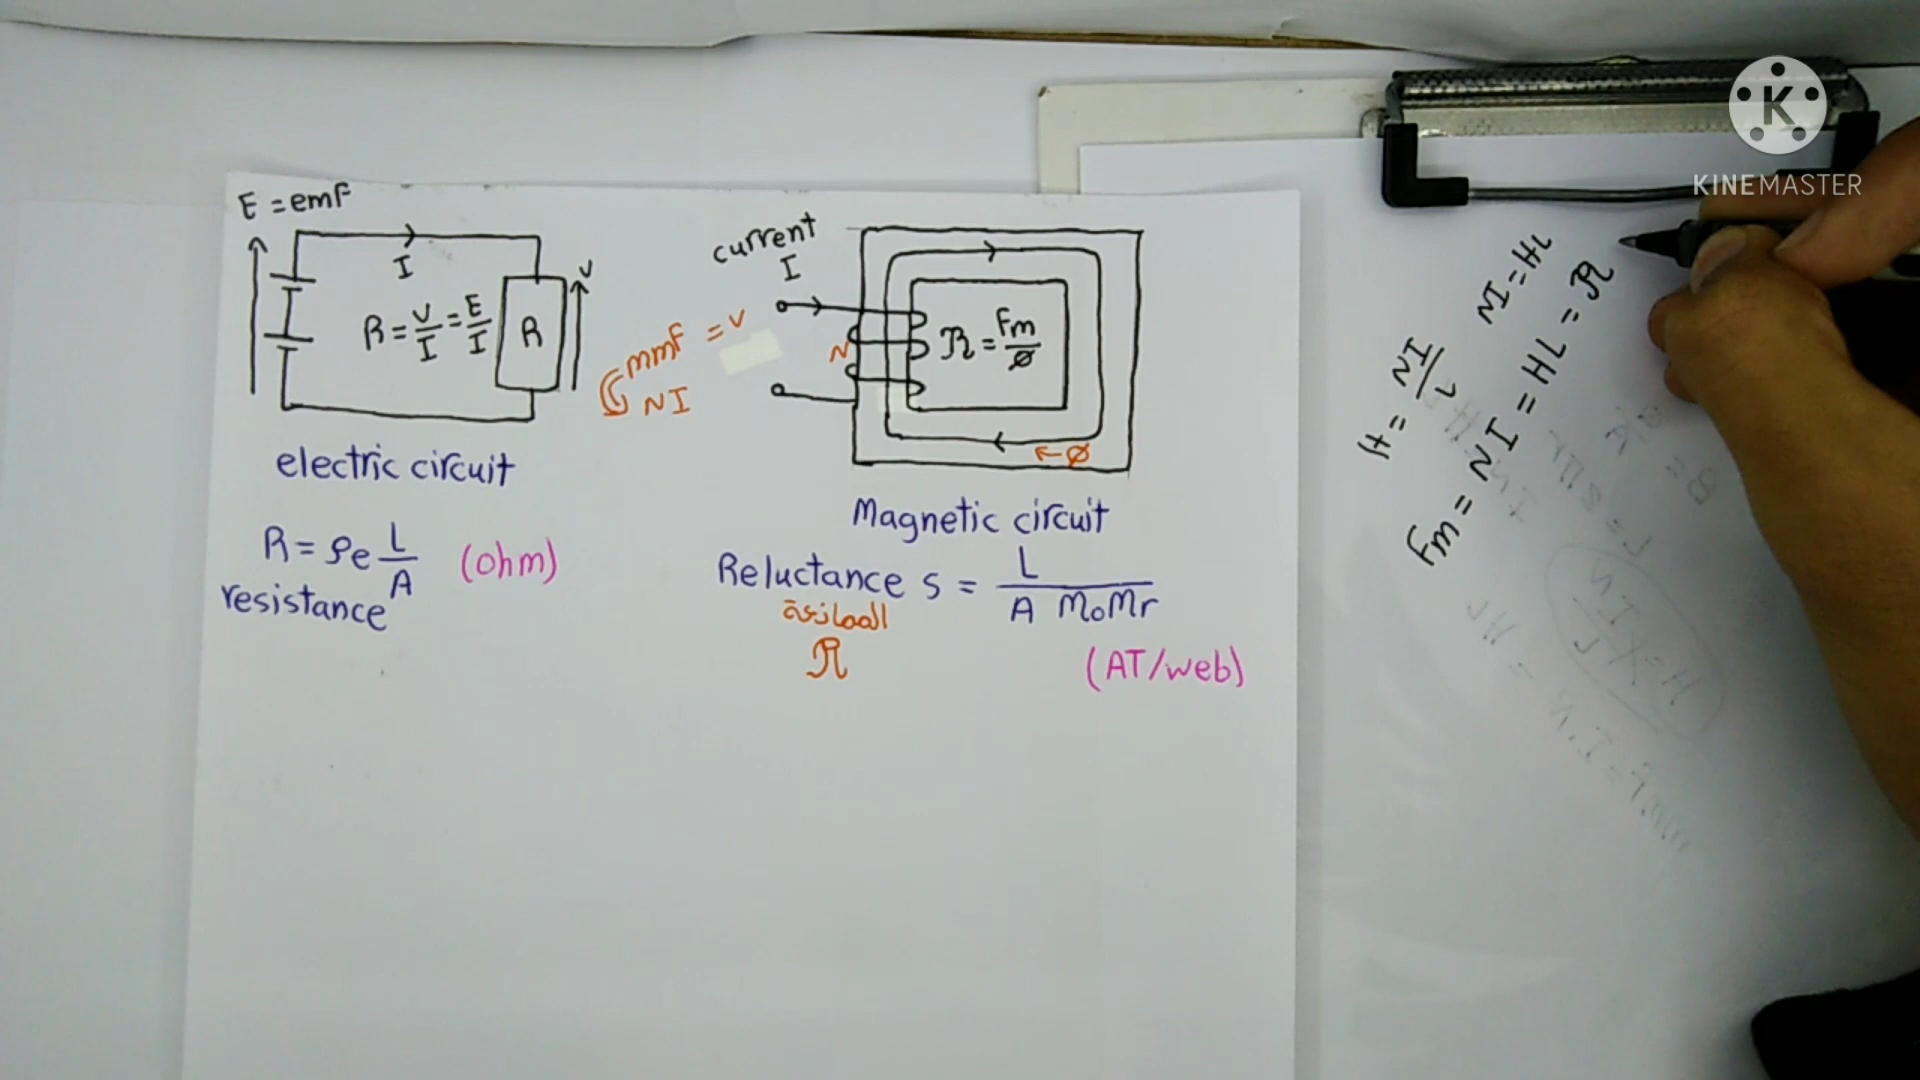 E = emf
I
V
R = V/I = E/I
R
electric circuit
R = ρe L/A (ohm)
resistance
current
I
mmf = V
NI
N
ℜ = Fm/Ø
←Ø
Magnetic circuit
Reluctance S = L / A MoMr
الممانعة
ℜ
(AT/web)
H = NI/L
NI = HL
Fm = NI = HL = ℜ
KINEMASTER